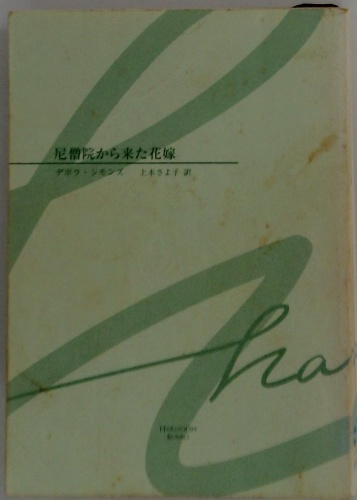 尼僧院から来た花嫁
デボラ・シモンズ 上木さよ子 訳
ha